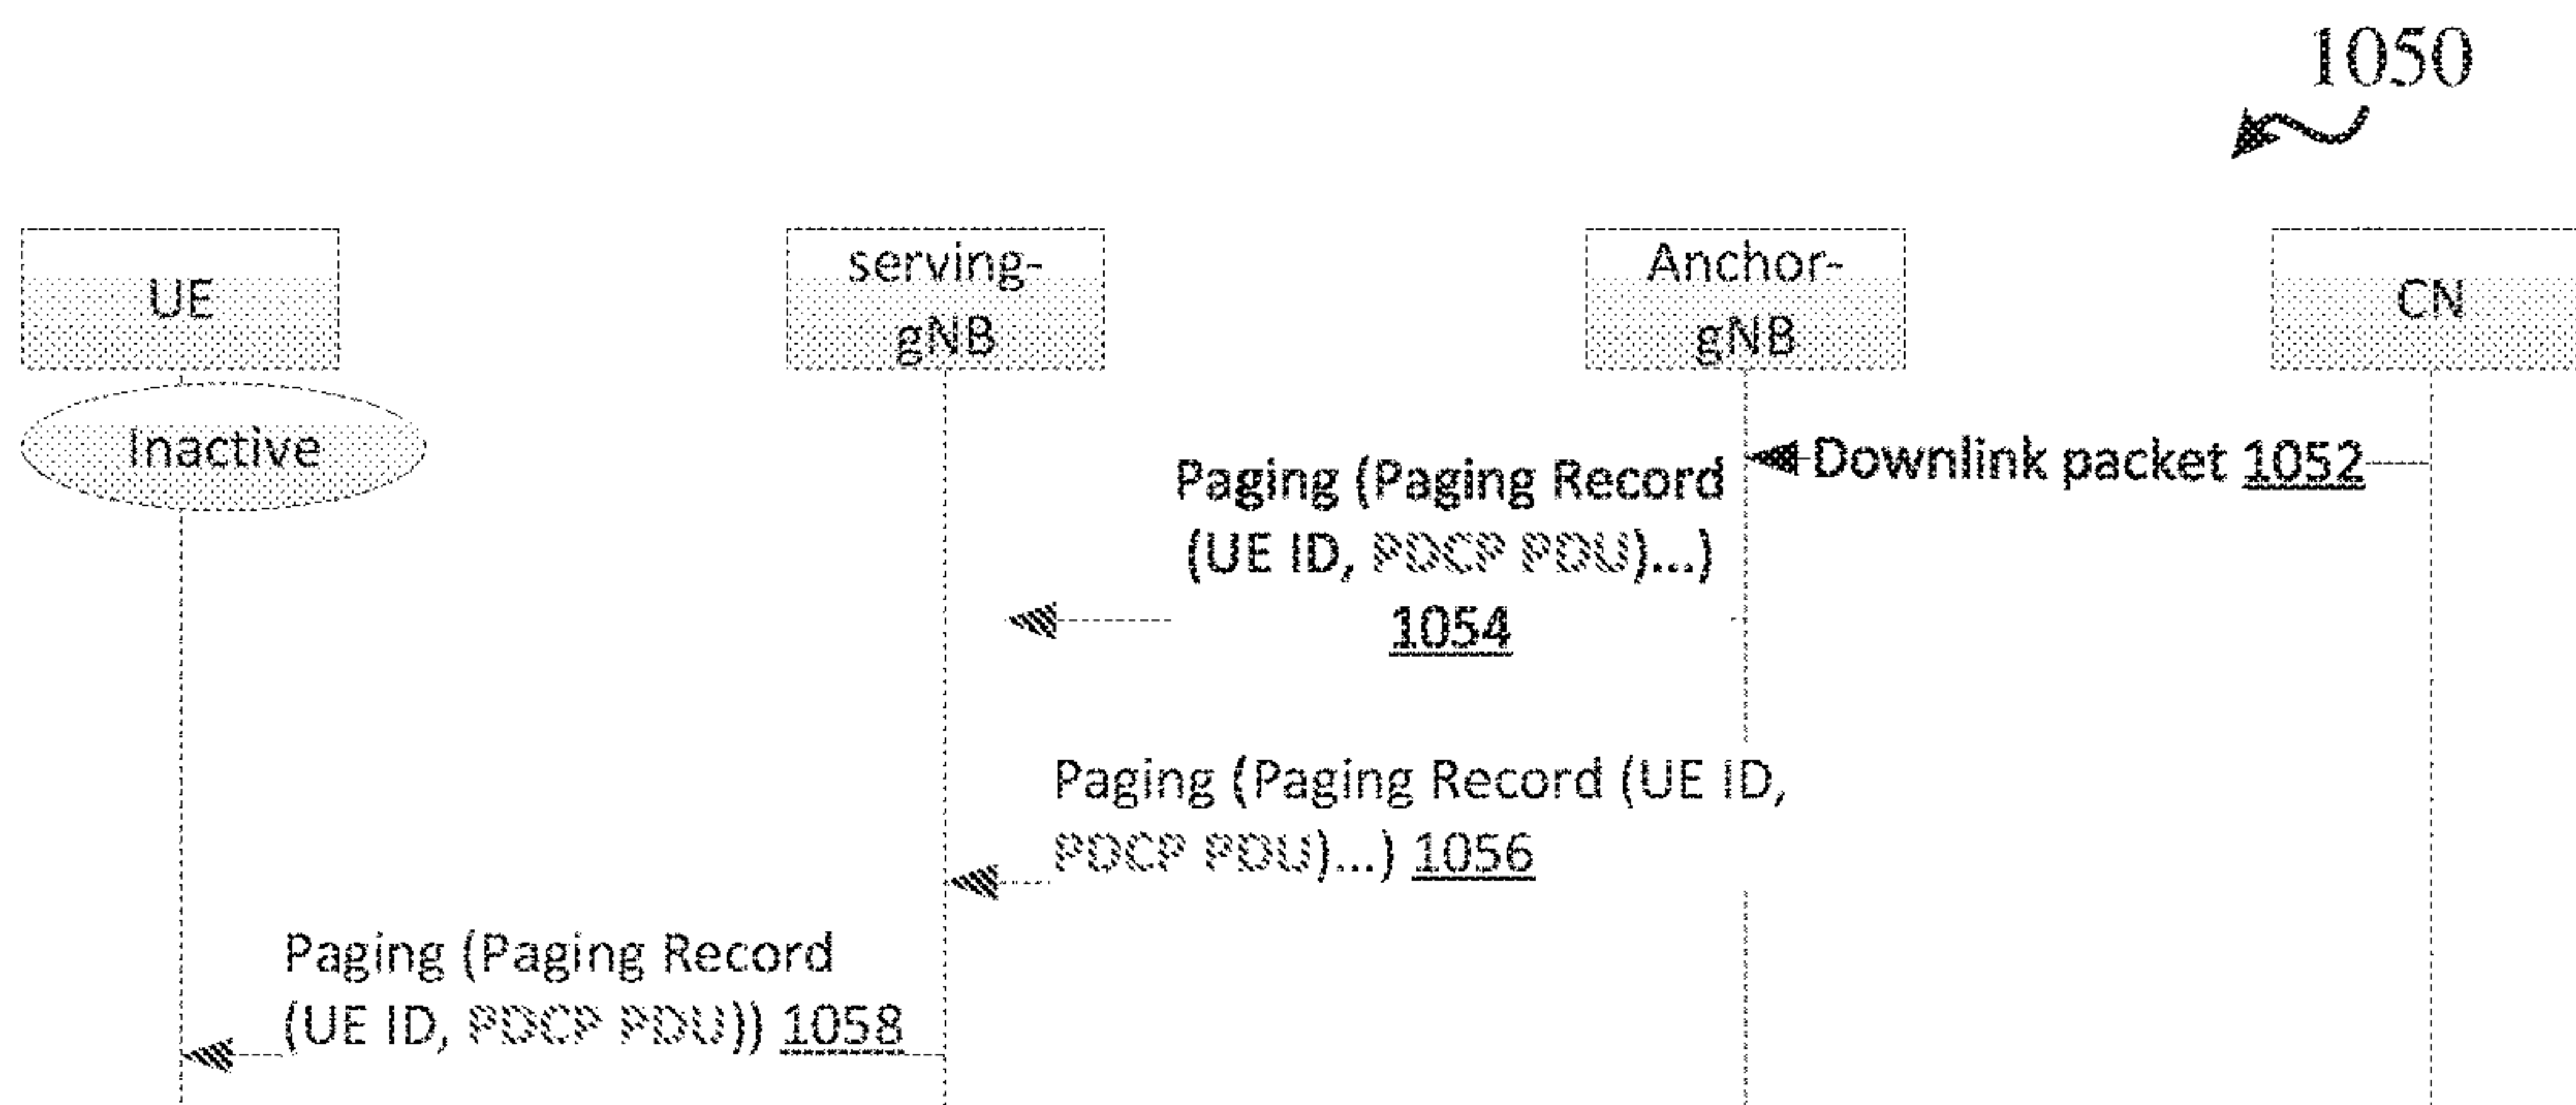 1050
UE
serving-
gNB
Anchor-
gNB
CN
Inactive
Downlink packet 1052
Paging (Paging Record
(UE ID, PDCP PDU)...)
1054
Paging (Paging Record (UE ID,
PDCP PDU)...) 1056
Paging (Paging Record
(UE ID, PDCP PDU)) 1058